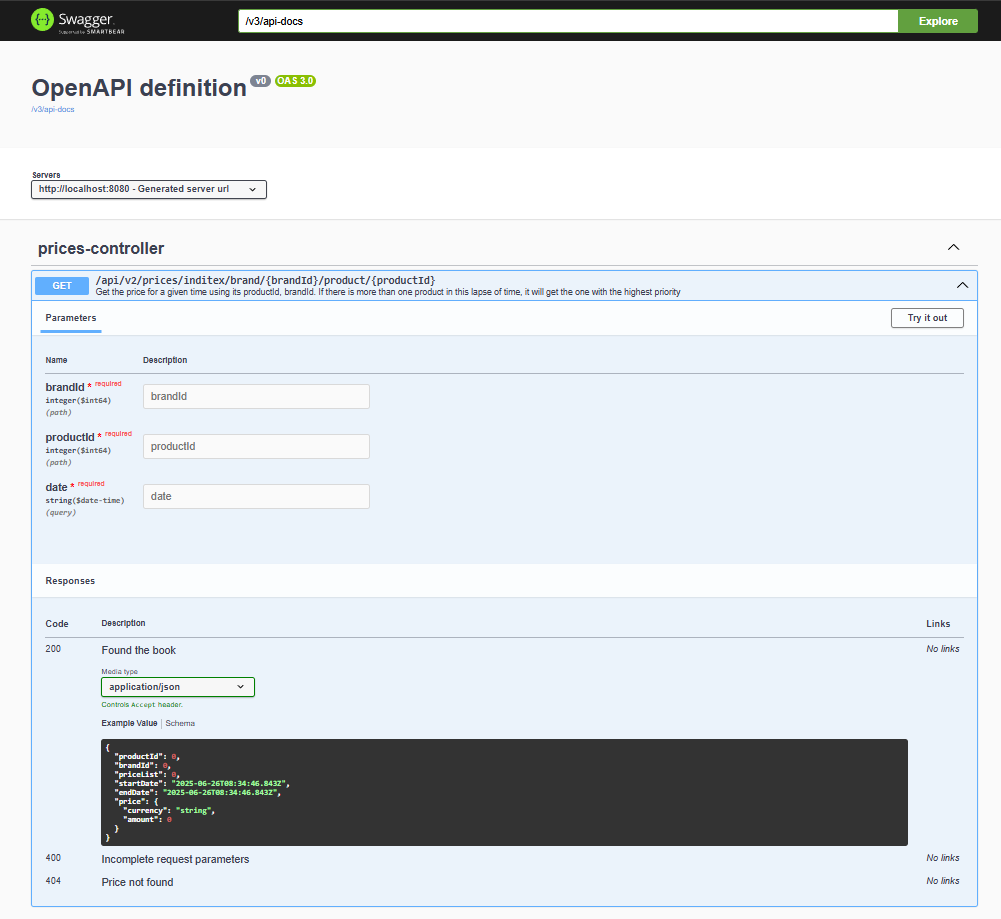 Swagger.
Supported by SMARTBEAR
/v3/api-docs
Explore
OpenAPI definition v0 OAS 3.0
/v3/api-docs
Servers
http://localhost:8080 - Generated server url
prices-controller
GET
/api/v2/prices/inditex/brand/{brandId}/product/{productId}
Get the price for a given time using its productId, brandId. If there is more than one product in this lapse of time, it will get the one with the highest priority
Parameters
Try it out
Name Description
brandId * required
integer($int64)
(path)
brandId
productId * required
integer($int64)
(path)
productId
date * required
string($date-time)
(query)
date
Responses
Code Description Links
200 Found the book No links
Media type
application/json
Controls Accept header.
Example Value | Schema
{
"productId": 0,
"brandId": 0,
"priceList": 0,
"startDate": "2025-06-26T08:34:46.843Z",
"endDate": "2025-06-26T08:34:46.843Z",
"price": {
"currency": "string",
"amount": 0
}
}
400 Incomplete request parameters No links
404 Price not found No links